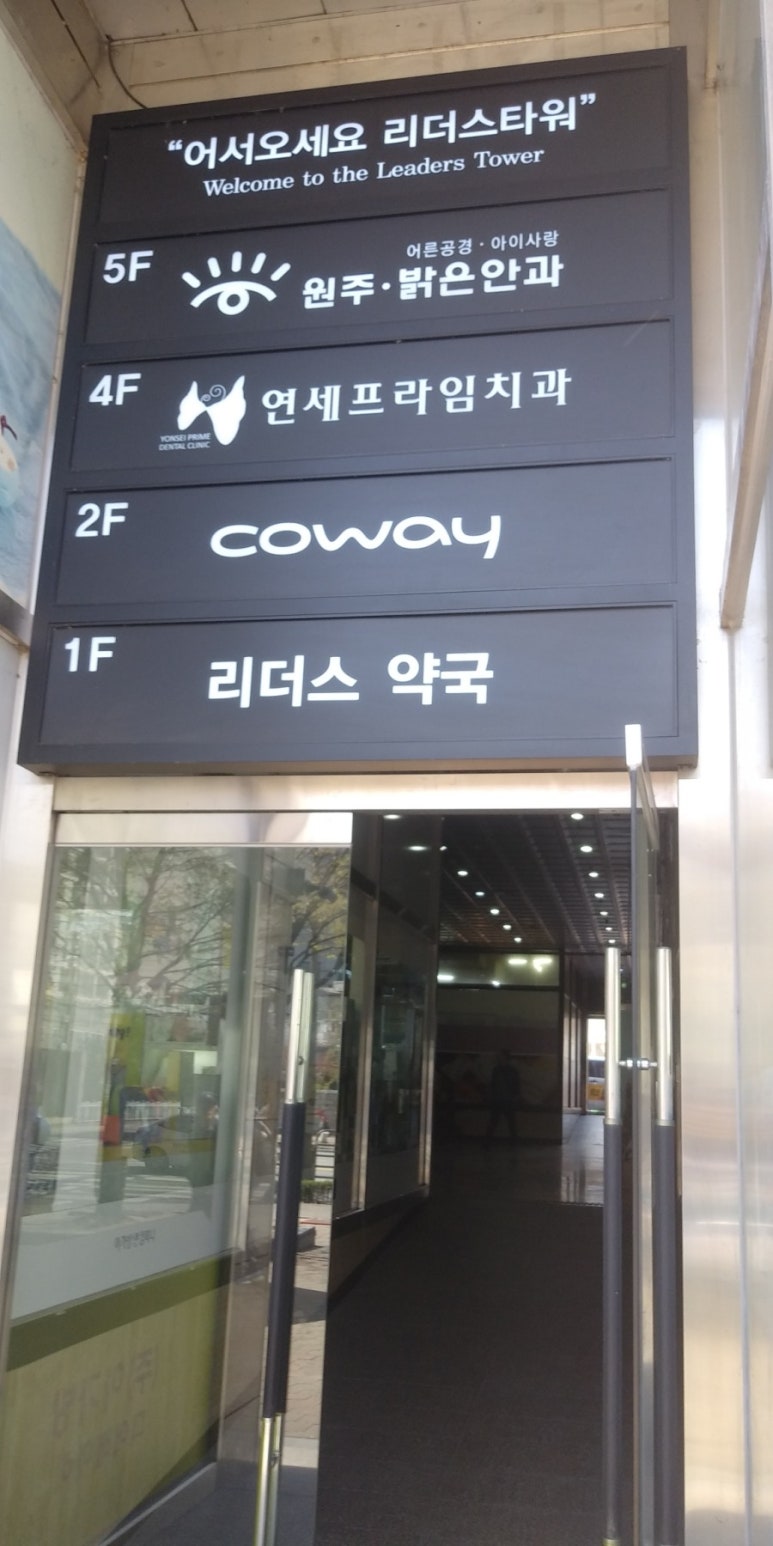 “어서오세요 리더스타워”
Welcome to the Leaders Tower
5F
어른공경 · 아이사랑
원주·밝은안과
4F
YONSEI PRIME
DENTAL CLINIC
연세프라임치과
2F
coway
1F
리더스 약국